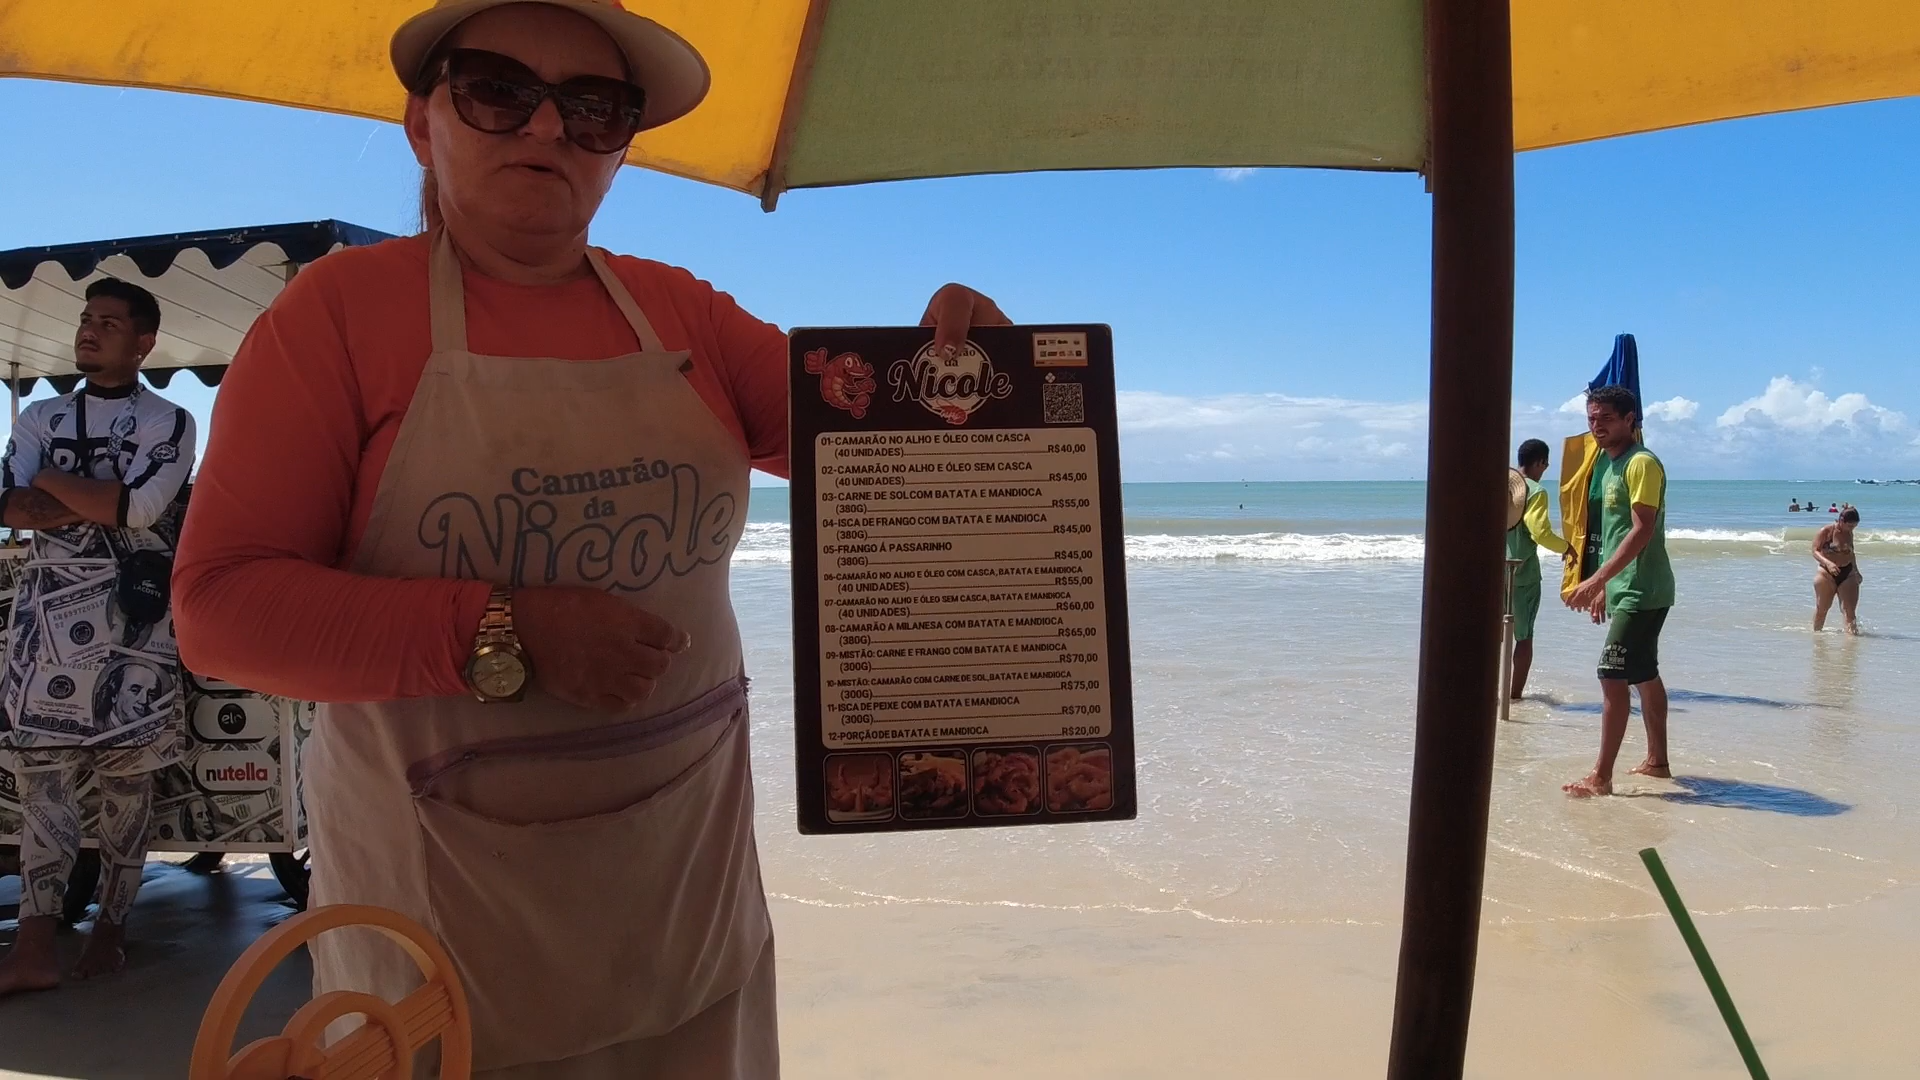 Camarão
da
Nicole
01-CAMARÃO NO ALHO E ÓLEO COM CASCA
(40 UNIDADES)........R$40,00
02-CAMARÃO NO ALHO E ÓLEO SEM CASCA
(40 UNIDADES)........R$45,00
03-CARNE DE SOL COM BATATA E MANDIOCA
(380G)........R$55,00
04-ISCA DE FRANGO COM BATATA E MANDIOCA
(380G)........R$45,00
05-FRANGO Á PASSARINHO
(380G)........R$45,00
06-CAMARÃO NO ALHO E ÓLEO COM CASCA, BATATA E MANDIOCA
(40 UNIDADES)........R$55,00
07-CAMARÃO NO ALHO E ÓLEO SEM CASCA, BATATA E MANDIOCA
(40 UNIDADES)........R$60,00
08-CAMARÃO A MILANESA COM BATATA E MANDIOCA
(380G)........R$65,00
09-MISTÃO: CARNE E FRANGO COM BATATA E MANDIOCA
(300G)........R$70,00
10-MISTÃO: CAMARÃO COM CARNE DE SOL, BATATA E MANDIOCA
(300G)........R$75,00
11-ISCA DE PEIXE COM BATATA E MANDIOCA
(300G)........R$70,00
12-PORÇÃO DE BATATA E MANDIOCA........R$20,00
Camarão
da
Nicole
LACOSTE
elo
nutella